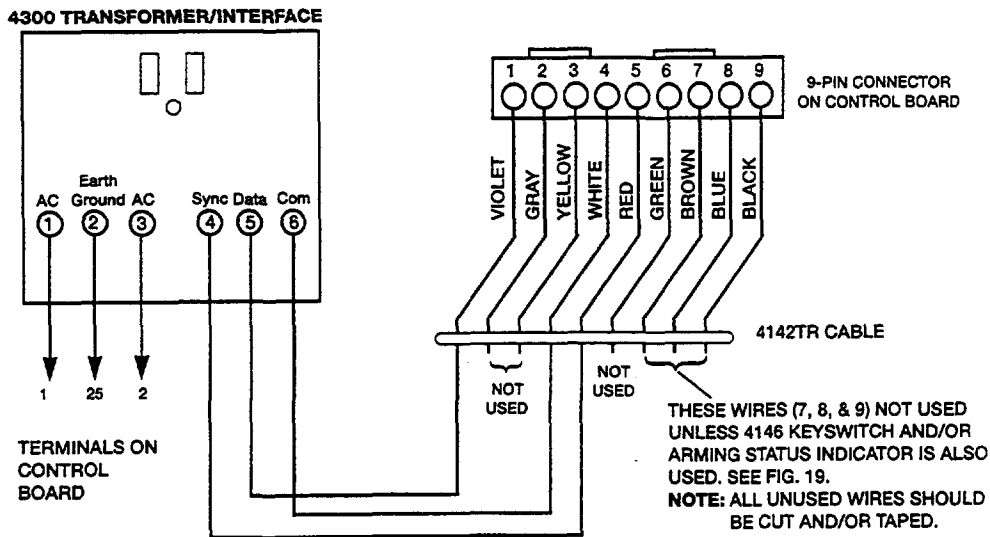 4300 TRANSFORMER/INTERFACE
1 2 3 4 5 6 7 8 9
9-PIN CONNECTOR
ON CONTROL BOARD
VIOLET
GRAY
YELLOW
WHITE
RED
GREEN
BROWN
BLUE
BLACK
Earth
AC Ground AC Sync Data Com
1 2 3 4 5 6
4142TR CABLE
1 25 2
NOT
USED
NOT
USED
TERMINALS ON
CONTROL
BOARD
THESE WIRES (7, 8, & 9) NOT USED
UNLESS 4146 KEYSWITCH AND/OR
ARMING STATUS INDICATOR IS ALSO
USED. SEE FIG. 19.
NOTE: ALL UNUSED WIRES SHOULD
BE CUT AND/OR TAPED.